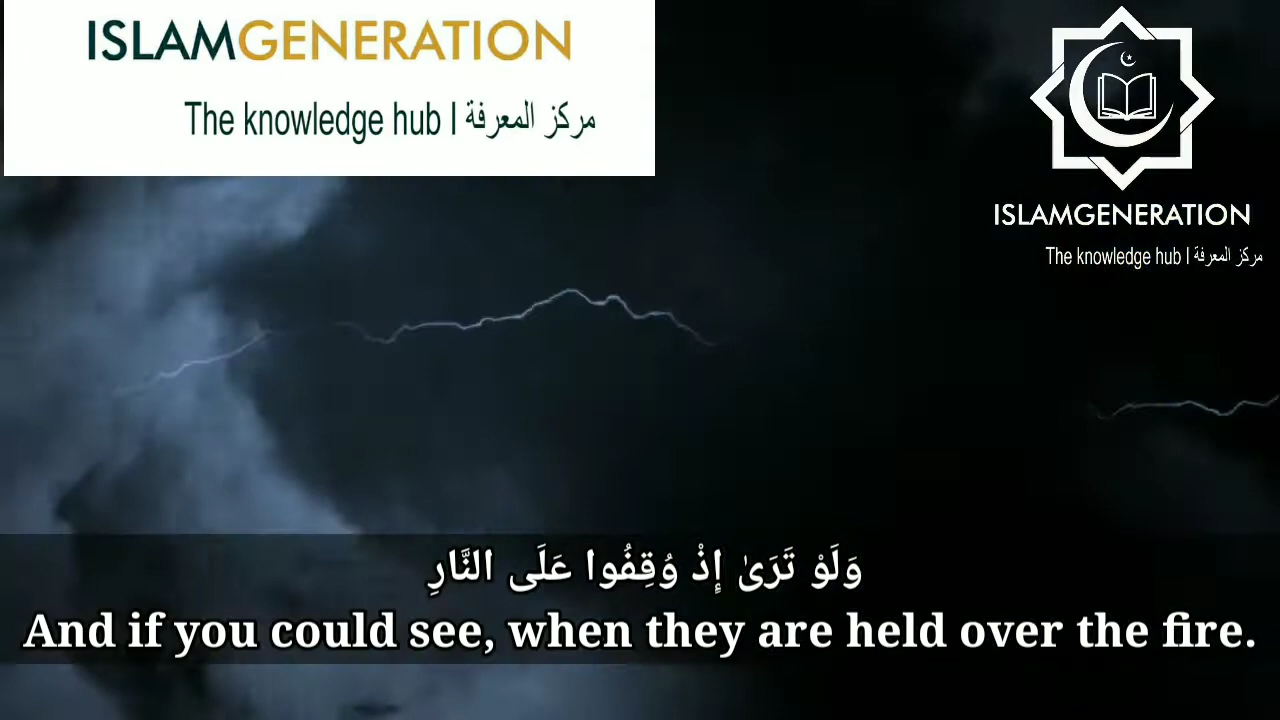 ISLAMGENERATION
The knowledge hub | مركز المعرفة
ISLAMGENERATION
The knowledge hub | مركز المعرفة
وَلَوْ تَرَىٰ إِذْ وُقِفُوا عَلَى النَّارِ
And if you could see, when they are held over the fire.